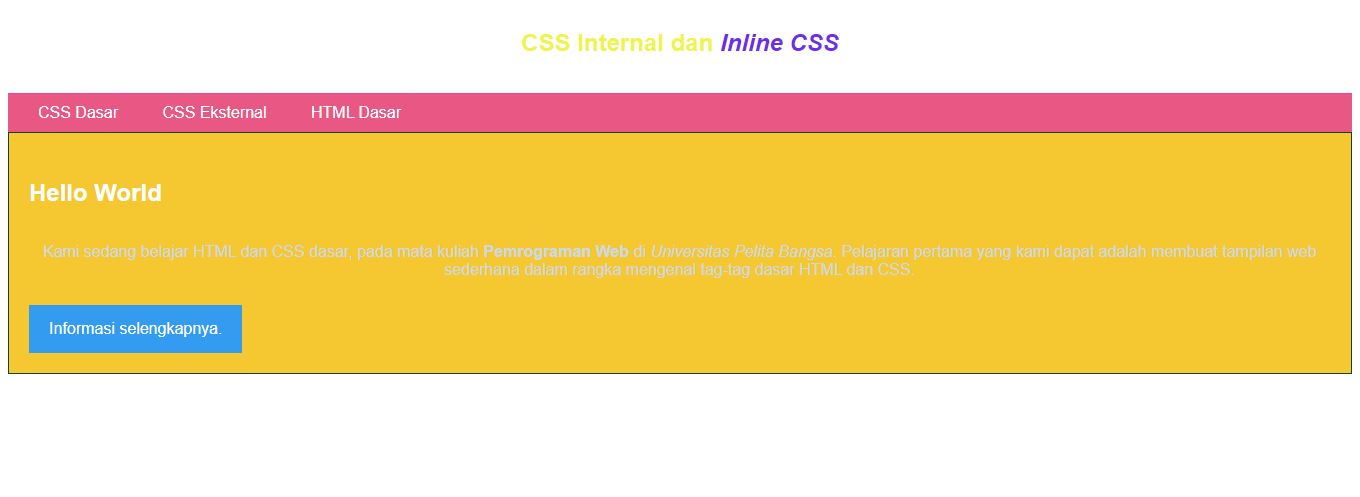 CSS Internal dan Inline CSS
CSS Dasar CSS Eksternal HTML Dasar
Hello World
Kami sedang belajar HTML dan CSS dasar, pada mata kuliah Pemrograman Web di Universitas Pelita Bangsa. Pelajaran pertama yang kami dapat adalah membuat tampilan web
sederhana dalam rangka mengenal tag-tag dasar HTML dan CSS.
Informasi selengkapnya.